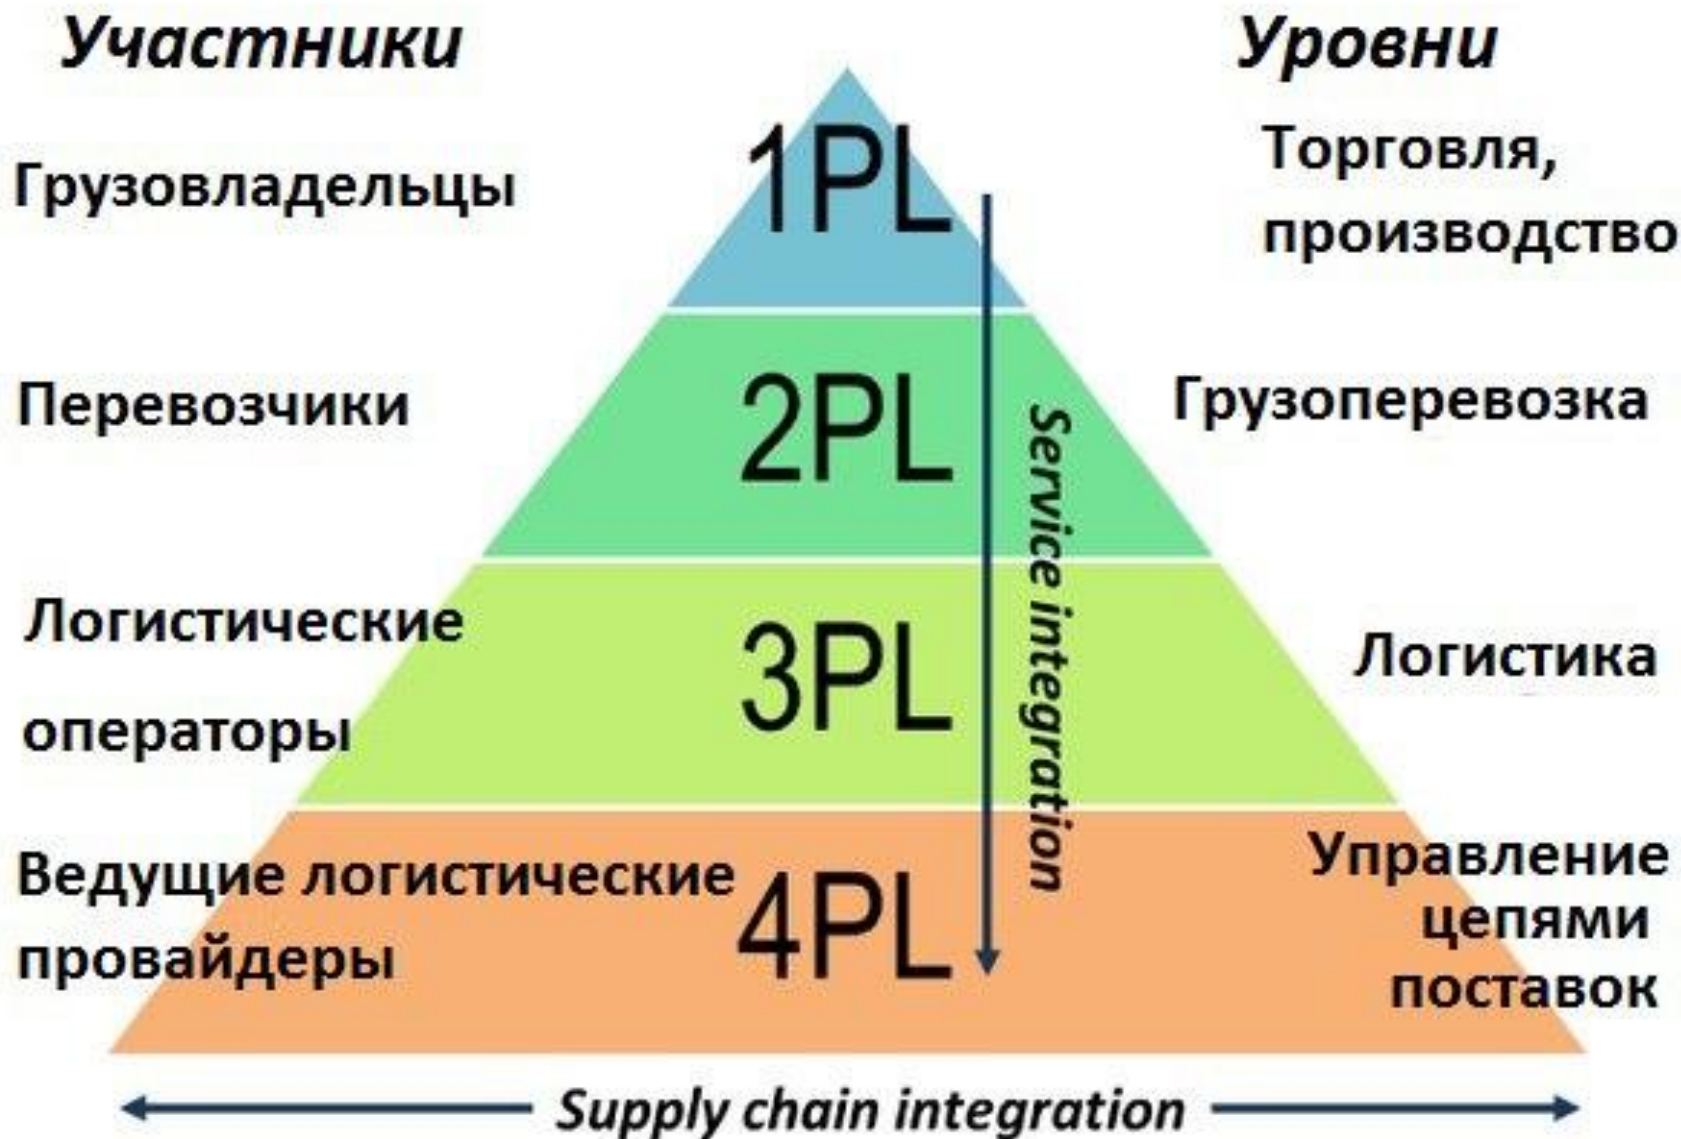 Участники
Уровни
Грузовладельцы
1PL
Торговля,
производство
Перевозчики
2PL
Грузоперевозка
Service integration
Логистические
операторы
3PL
Логистика
Ведущие логистические
провайдеры
4PL
Управление
цепями
поставок
Supply chain integration